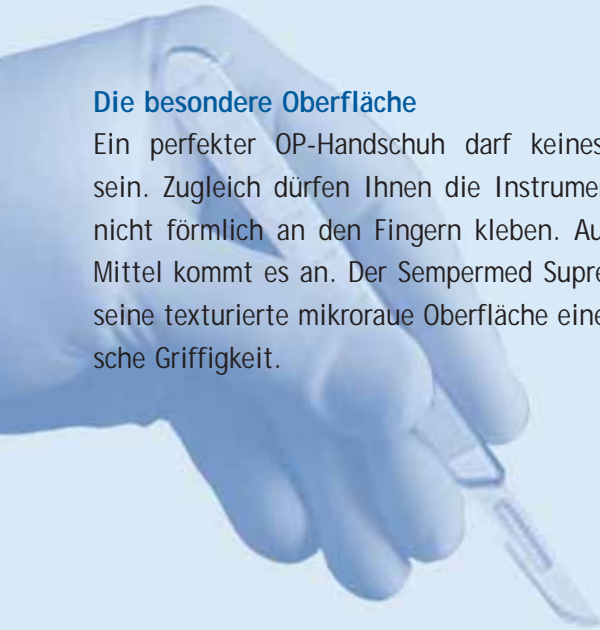 Die besondere Oberfläche
Ein perfekter OP-Handschuh darf keines
sein. Zugleich dürfen Ihnen die Instrumen
nicht förmlich an den Fingern kleben. Au
Mittel kommt es an. Der Sempermed Supre
seine texturierte mikroraue Oberfläche eine
sche Griffigkeit.